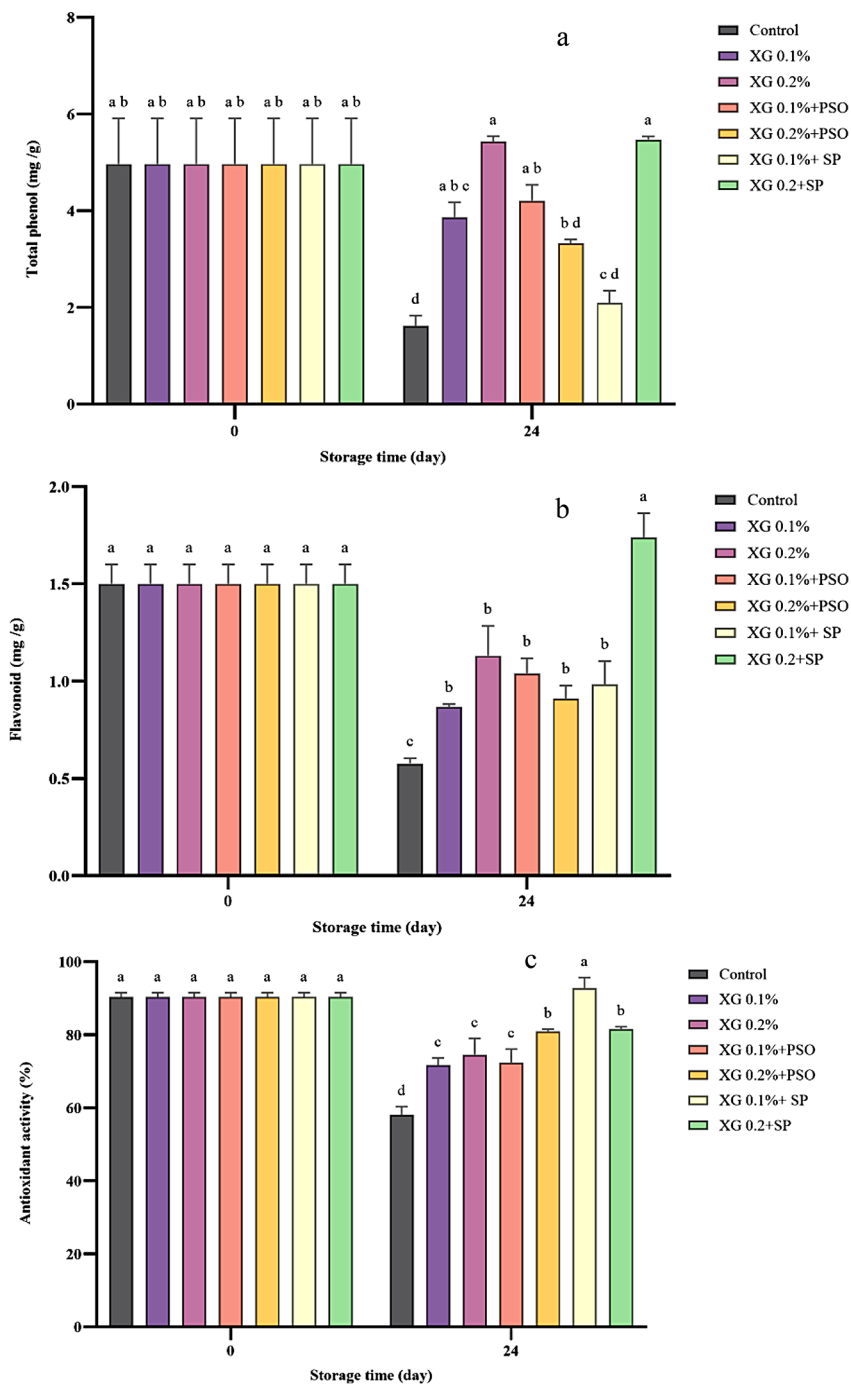 8
a
Control
XG 0.1%
XG 0.2%
XG 0.1%+PSO
XG 0.2%+PSO
XG 0.1%+ SP
XG 0.2+SP
a b a b a b a b a b a b a b
6
a a
a b c a b
4
b d
c d
d
2
0
Total phenol (mg /g)
0 24
Storage time (day)
2.0
b
Control
XG 0.1%
XG 0.2%
XG 0.1%+PSO
XG 0.2%+PSO
XG 0.1%+ SP
XG 0.2+SP
a
a a a a a a a
1.5
b b b b b
1.0
c
0.5
0.0
Flavonoid (mg /g)
0 24
Storage time (day)
100
c
Control
XG 0.1%
XG 0.2%
XG 0.1%+PSO
XG 0.2%+PSO
XG 0.1%+ SP
XG 0.2+SP
a a a a a a a a
80
c c c b b
60
d
40
20
0
Antioxidant activity (%)
0 24
Storage time (day)